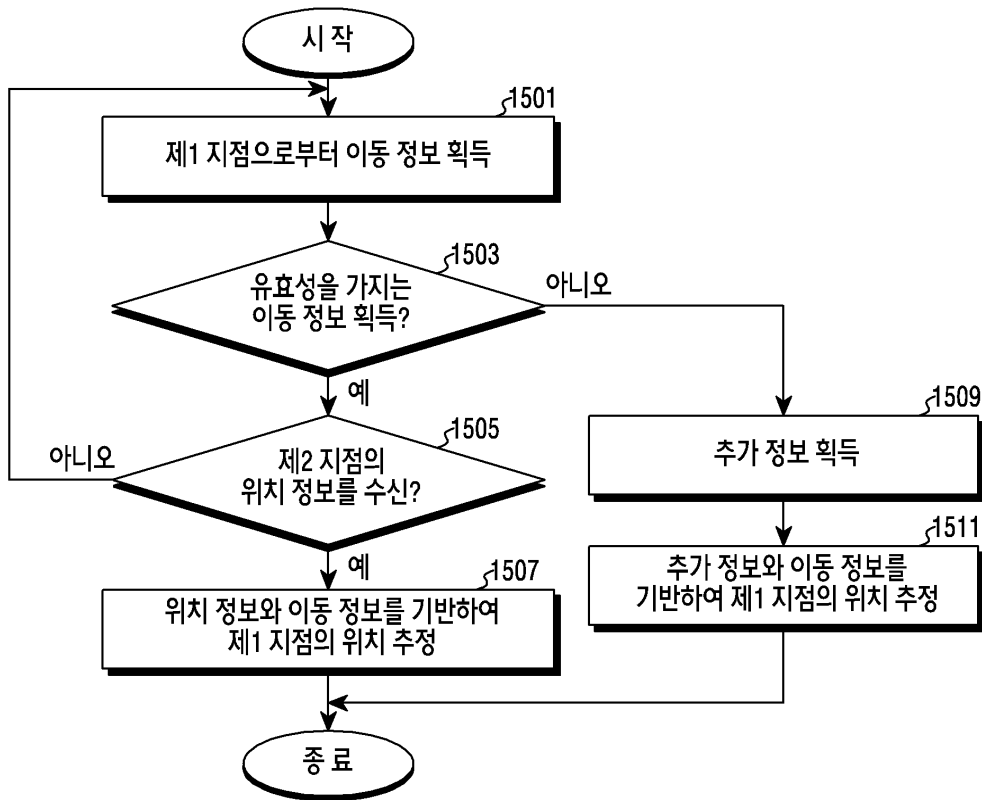 시 작
1501
제1 지점으로부터 이동 정보 획득
1503
유효성을 가지는
이동 정보 획득?
아니오
예
1505
제2 지점의
위치 정보를 수신?
아니오
예
1507
위치 정보와 이동 정보를 기반하여
제1 지점의 위치 추정
1509
추가 정보 획득
1511
추가 정보와 이동 정보를
기반하여 제1 지점의 위치 추정
종 료